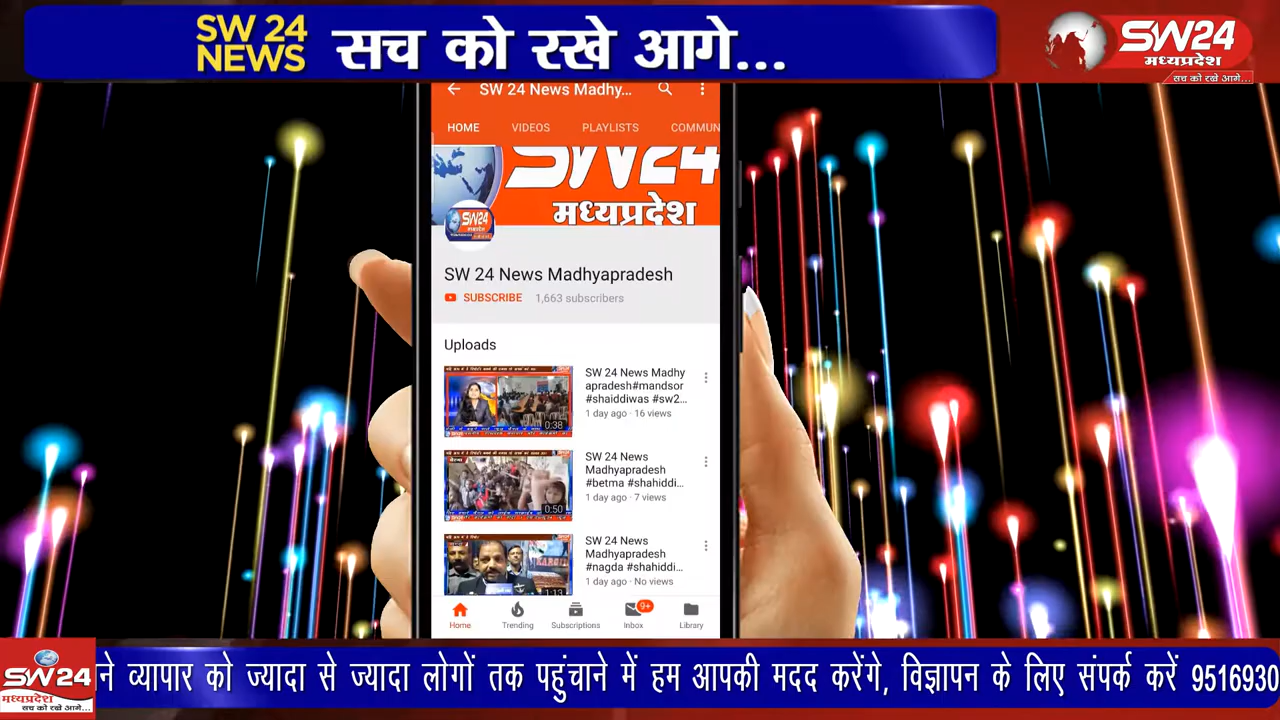 SW 24
NEWS
सच को रखे आगे...
SW24
मध्यप्रदेश
सच को रखे आगे...
SW 24 News Madhy...
HOME VIDEOS PLAYLISTS COMMUN
SW24
मध्यप्रदेश
SW24
SW 24 News Madhyapradesh
SUBSCRIBE 1,663 subscribers
Uploads
SW 24 News Madhy
apradesh#mandsor
#shaiddiwas #sw2...
1 day ago · 16 views
0:38
SW 24 News
Madhyapradesh
#betma #shahiddi...
1 day ago · 7 views
0:50
SW 24 News
Madhyapradesh
#nagda #shahiddi...
1 day ago · No views
1:13
9+
Home Trending Subscriptions Inbox Library
SW24
मध्यप्रदेश
सच को रखे आगे...
ने व्यापार को ज्यादा से ज्यादा लोगों तक पहुंचाने में हम आपकी मदद करेंगे, विज्ञापन के लिए संपर्क करें 9516930